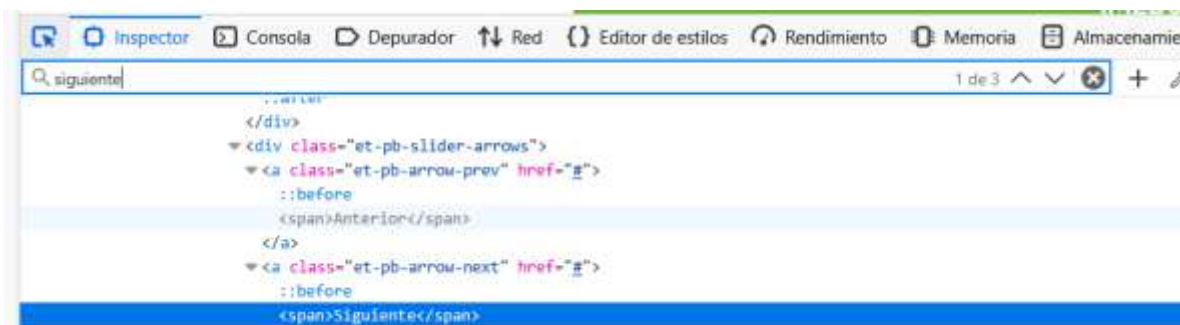 Inspector Consola Depurador Red Editor de estilos Rendimiento Memoria Almacenamie
siguiente 1 de 3
::after
</div>
<div class="et-pb-slider-arrows">
<a class="et-pb-arrow-prev" href="#">
::before
<span>Anterior</span>
</a>
<a class="et-pb-arrow-next" href="#">
::before
<span>Siguiente</span>